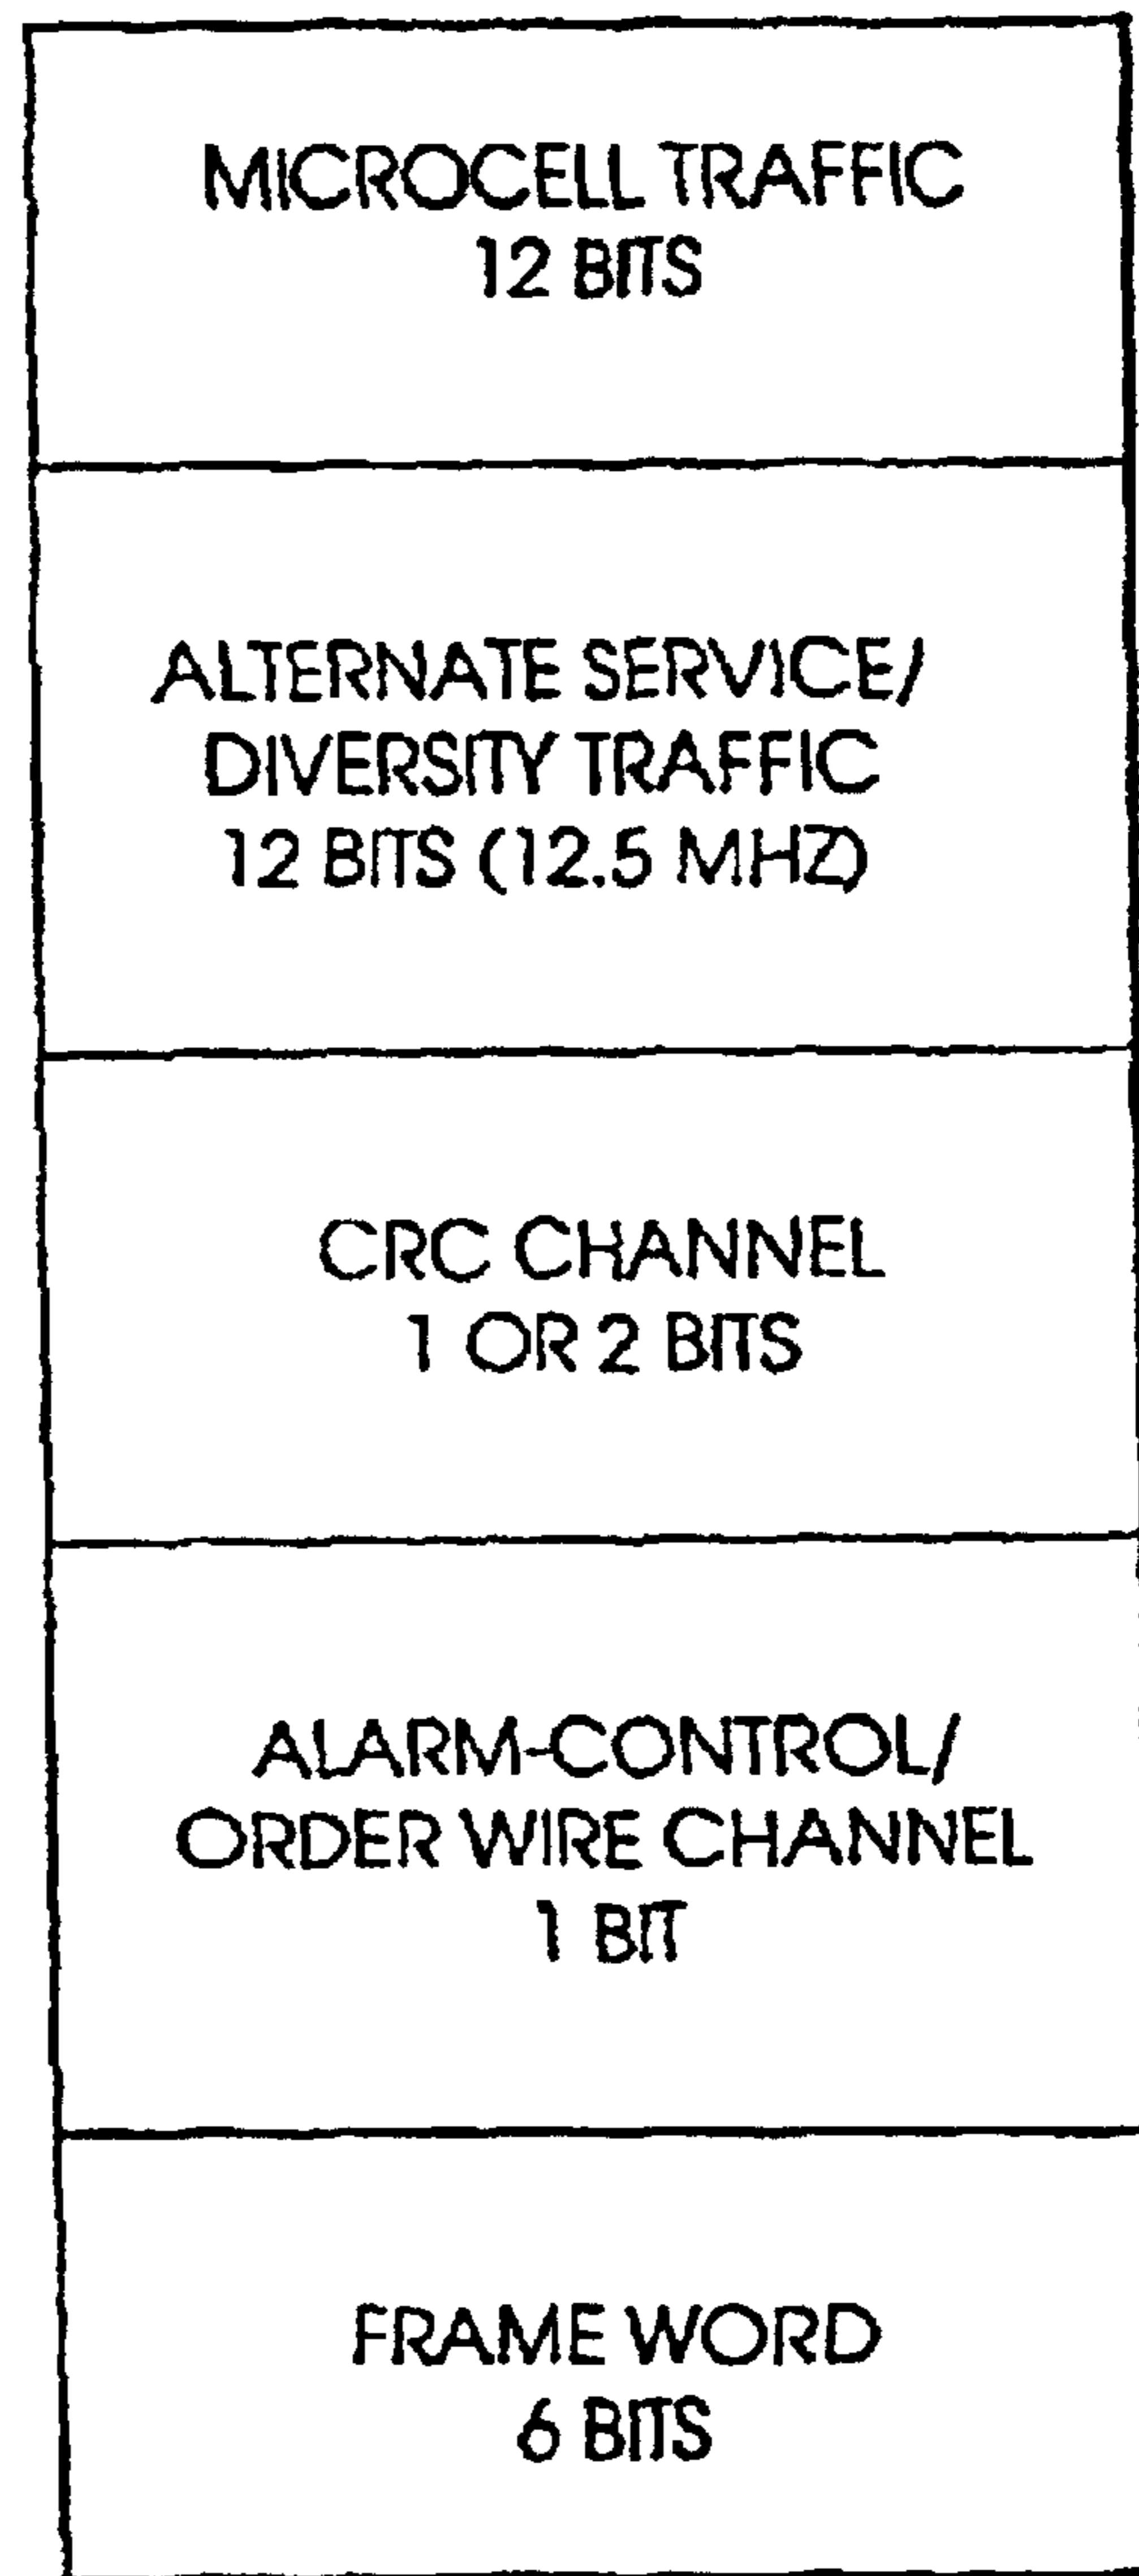 MICROCELL TRAFFIC
12 BITS
ALTERNATE SERVICE/
DIVERSITY TRAFFIC
12 BITS (12.5 MHZ)
CRC CHANNEL
1 OR 2 BITS
ALARM-CONTROL/
ORDER WIRE CHANNEL
1 BIT
FRAME WORD
6 BITS